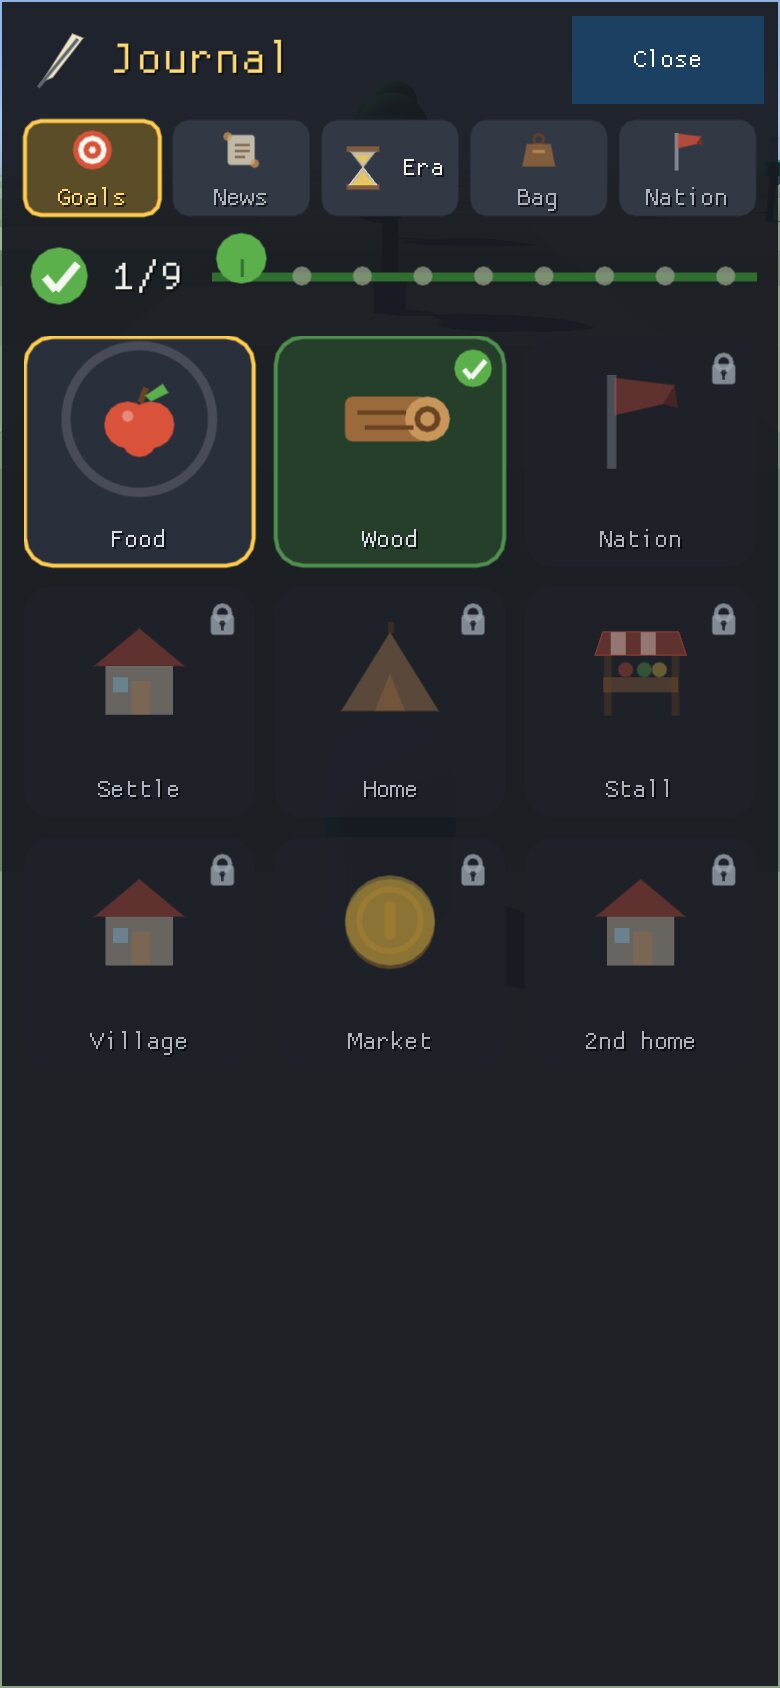 Journal
Close
Goals
News
Era
Bag
Nation
1/9
Food
Wood
Nation
Settle
Home
Stall
Village
Market
2nd home